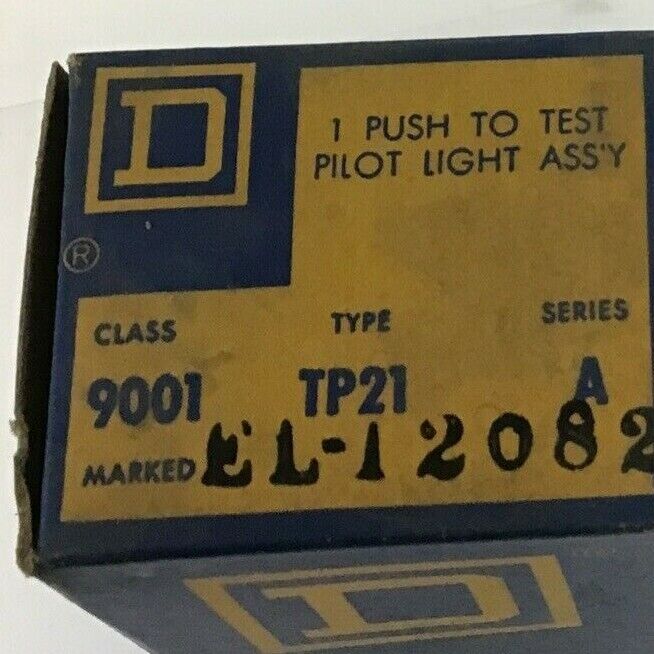 D
1 PUSH TO TEST
PILOT LIGHT ASS'Y
®
CLASS TYPE SERIES
9001 TP21 A
MARKED EL-12082
D